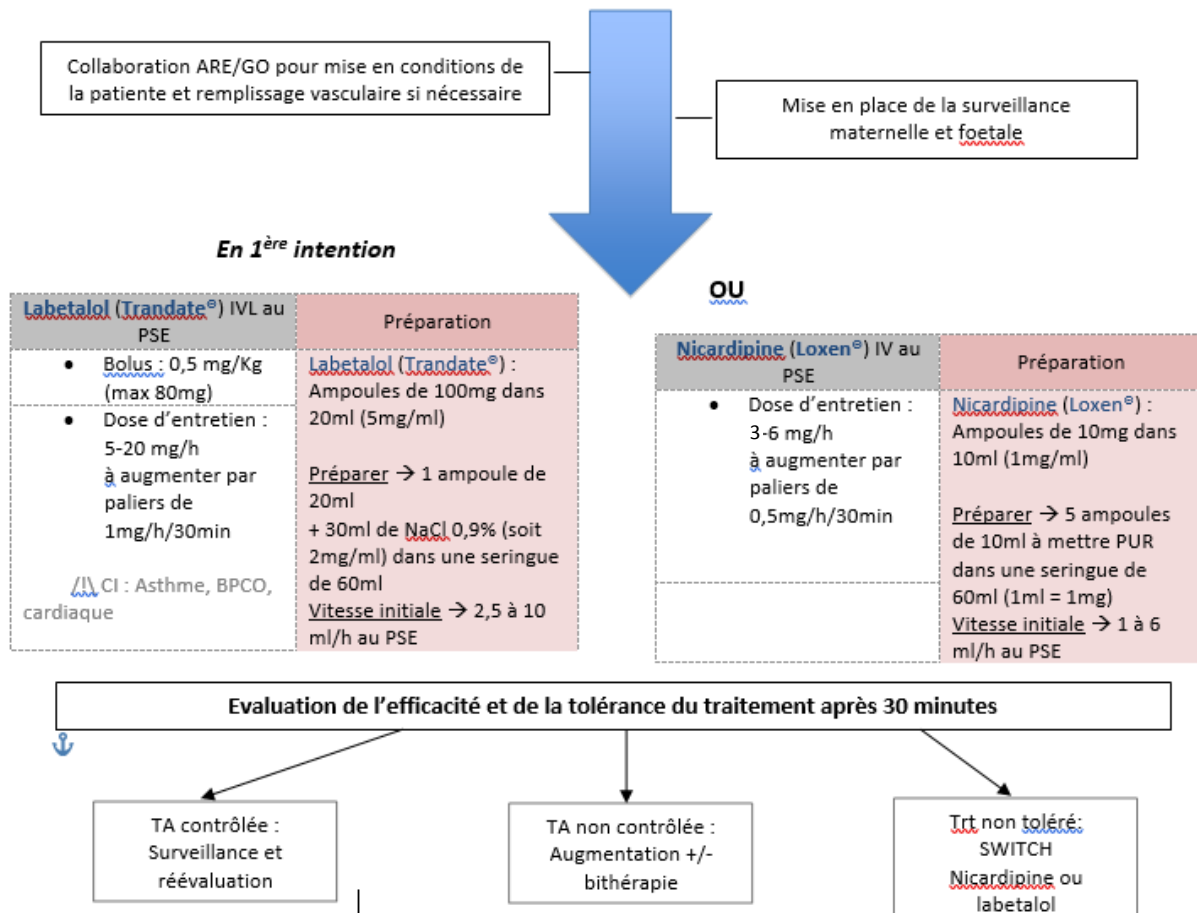 Collaboration ARE/GO pour mise en conditions de
la patiente et remplissage vasculaire si nécessaire
Mise en place de la surveillance
maternelle et foetale
En 1ère intention
OU
Labetalol (Trandate®) IVL au
PSE
Préparation
• Bolus : 0,5 mg/Kg
(max 80mg)
• Dose d’entretien :
5-20 mg/h
à augmenter par
paliers de
1mg/h/30min
/!\ CI : Asthme, BPCO,
cardiaque
Labetalol (Trandate®) :
Ampoules de 100mg dans
20ml (5mg/ml)
Préparer → 1 ampoule de
20ml
+ 30ml de NaCl 0,9% (soit
2mg/ml) dans une seringue
de 60ml
Vitesse initiale → 2,5 à 10
ml/h au PSE
Nicardipine (Loxen®) IV au
PSE
Préparation
• Dose d’entretien :
3-6 mg/h
à augmenter par
paliers de
0,5mg/h/30min
Nicardipine (Loxen®) :
Ampoules de 10mg dans
10ml (1mg/ml)
Préparer → 5 ampoules
de 10ml à mettre PUR
dans une seringue de
60ml (1ml = 1mg)
Vitesse initiale → 1 à 6
ml/h au PSE
Evaluation de l’efficacité et de la tolérance du traitement après 30 minutes
TA contrôlée :
Surveillance et
réévaluation
TA non contrôlée :
Augmentation +/-
bithérapie
Trt non toléré:
SWITCH
Nicardipine ou
labetalol